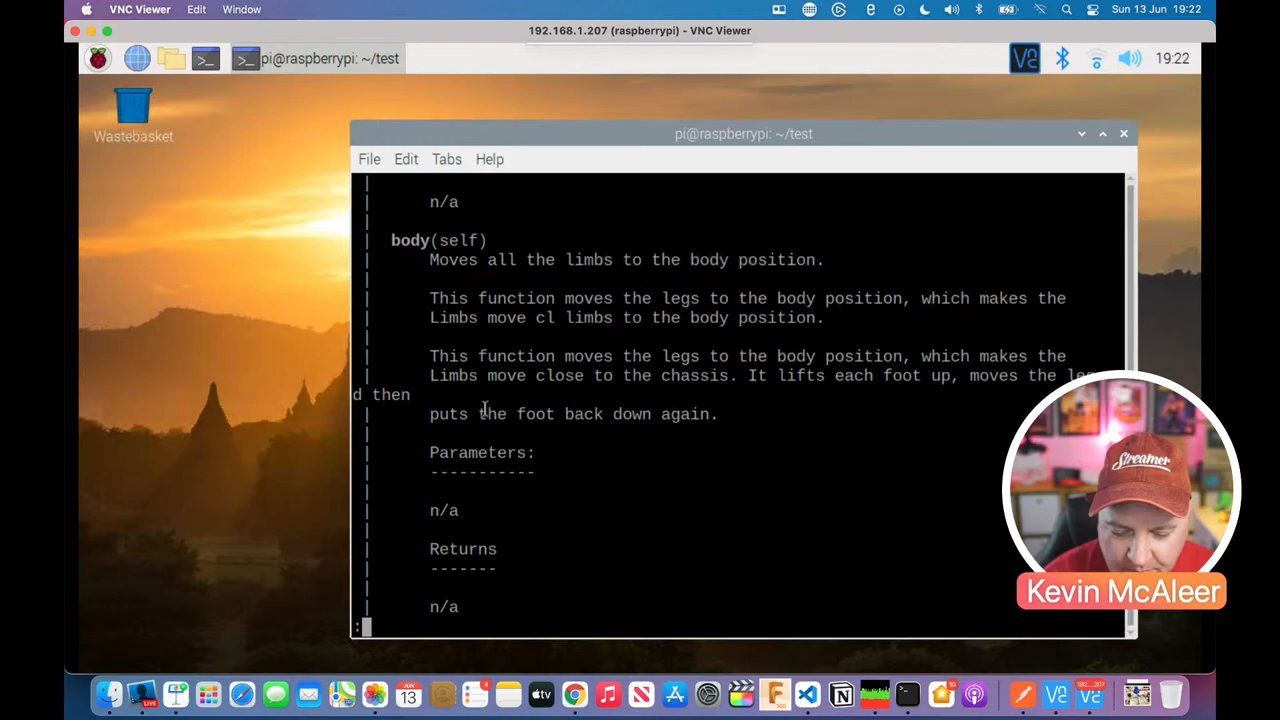 VNC Viewer Edit Window Sun 13 Jun 19:22
192.168.1.207 (raspberrypi) - VNC Viewer
pi@raspberrypi: ~/test 19:22
Wastebasket
pi@raspberrypi: ~/test
File Edit Tabs Help
|
| n/a
|
| body(self)
| Moves all the limbs to the body position.
|
| This function moves the legs to the body position, which makes the
| Limbs move cl limbs to the body position.
|
| This function moves the legs to the body position, which makes the
| Limbs move close to the chassis. It lifts each foot up, moves the
d then
| puts the foot back down again.
|
| Parameters:
| -----------
|
| n/a
|
| Returns
| -------
|
| n/a
:
Streamer
Kevin McAleer